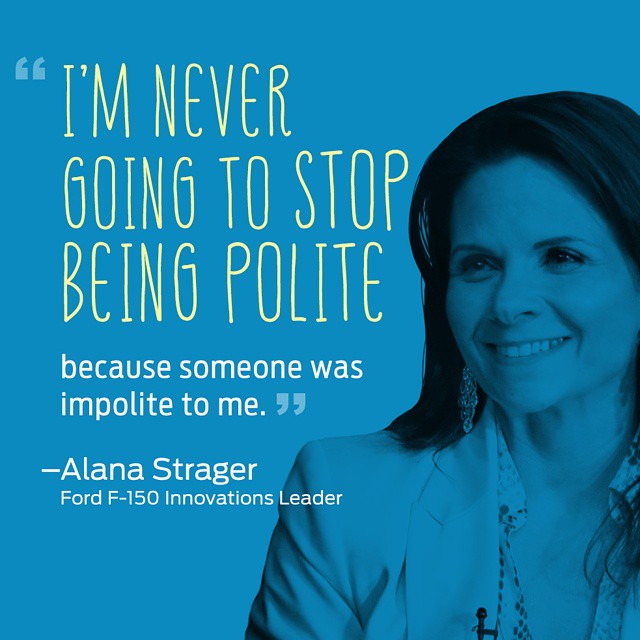 “ I’M NEVER
GOING TO STOP
BEING POLITE
because someone was
impolite to me. ”
–Alana Strager
Ford F-150 Innovations Leader